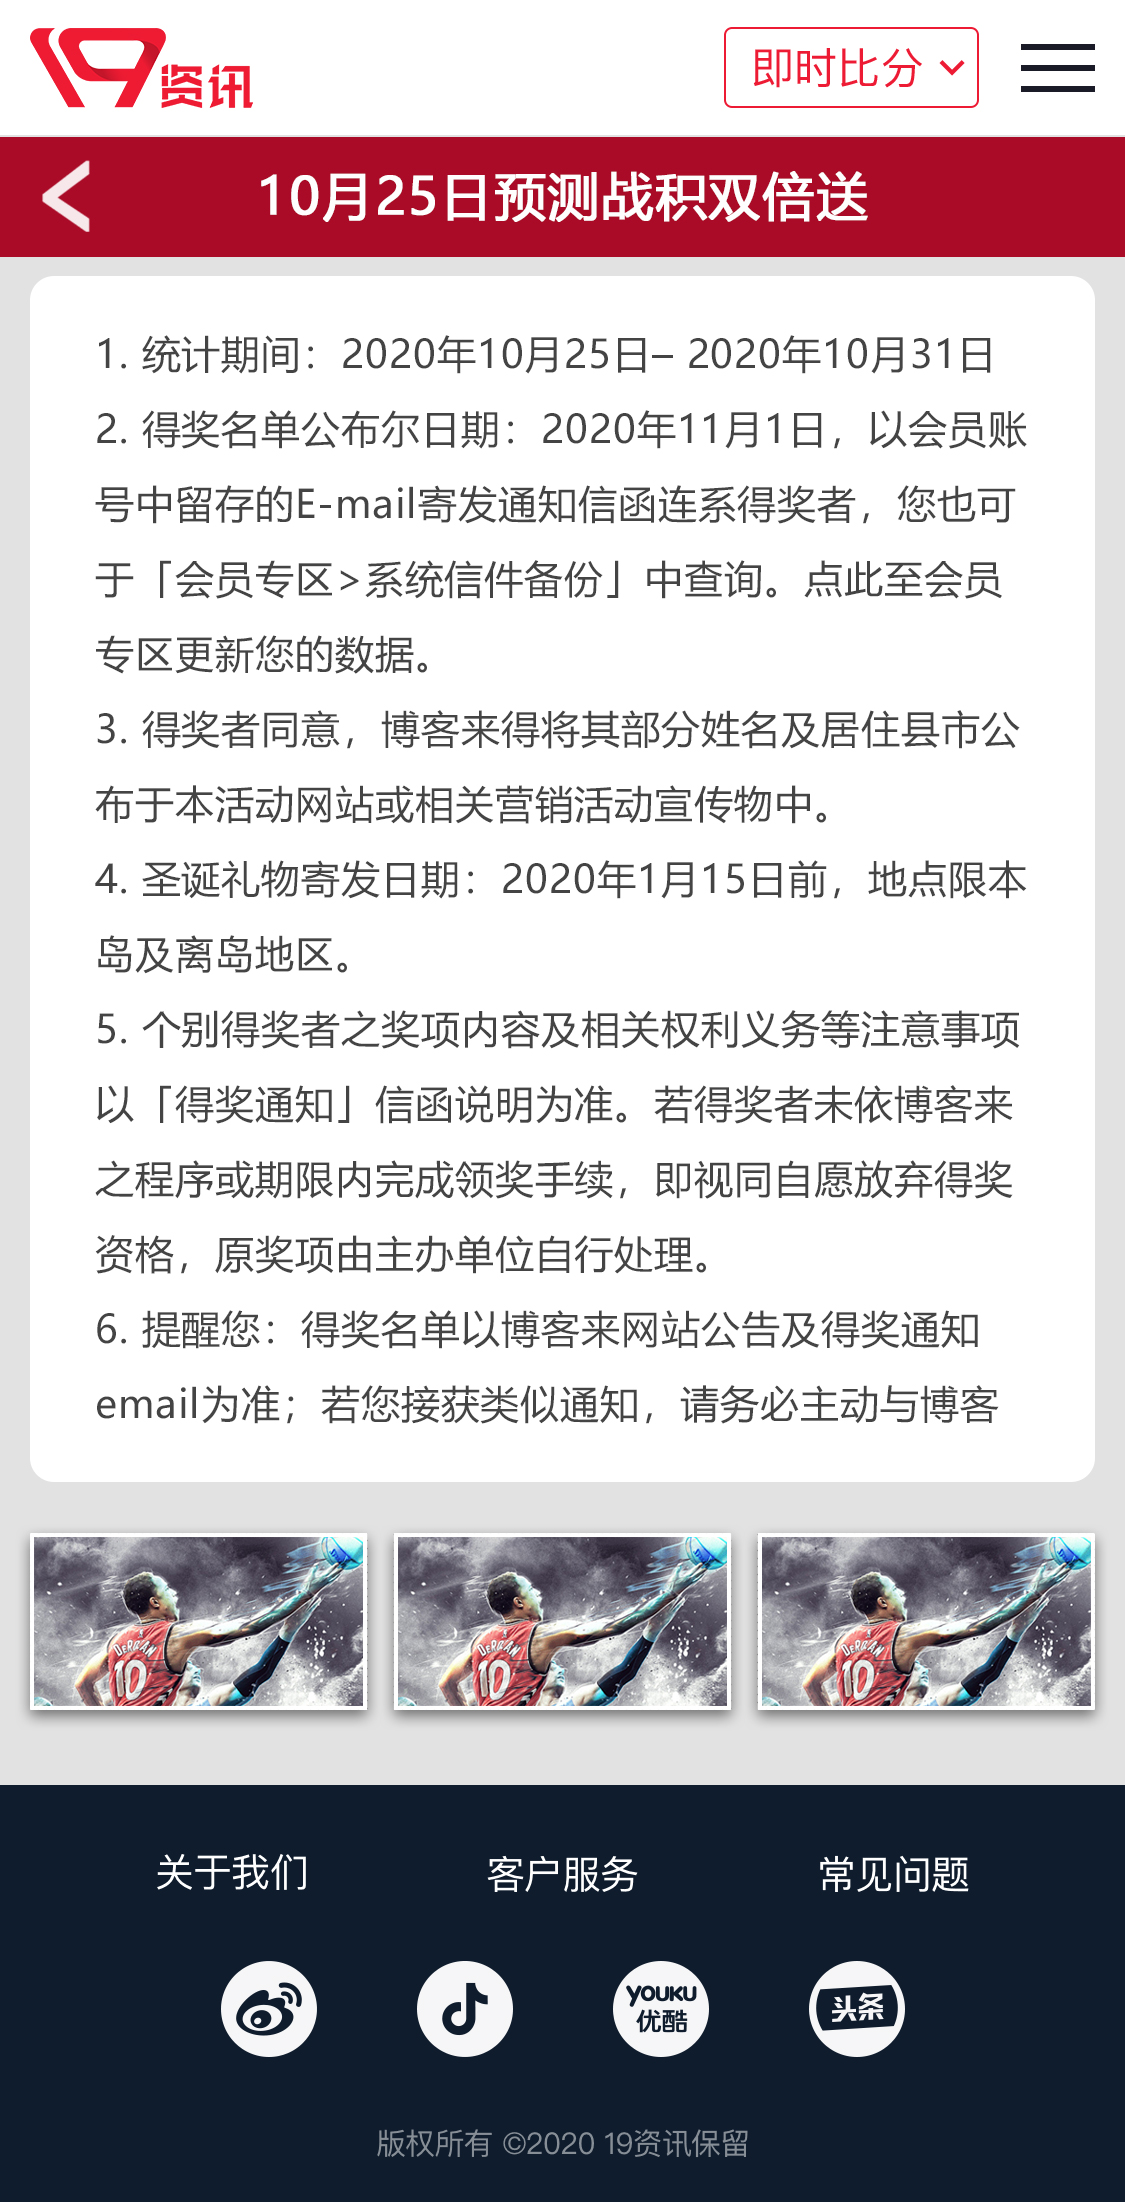 19资讯
即时比分
10月25日预测战积双倍送
1. 统计期间：2020年10月25日– 2020年10月31日
2. 得奖名单公布尔日期：2020年11月1日，以会员账
号中留存的E-mail寄发通知信函连系得奖者，您也可
于「会员专区>系统信件备份」中查询。点此至会员
专区更新您的数据。
3. 得奖者同意，博客来得将其部分姓名及居住县市公
布于本活动网站或相关营销活动宣传物中。
4. 圣诞礼物寄发日期：2020年1月15日前，地点限本
岛及离岛地区。
5. 个别得奖者之奖项内容及相关权利义务等注意事项
以「得奖通知」信函说明为准。若得奖者未依博客来
之程序或期限内完成领奖手续，即视同自愿放弃得奖
资格，原奖项由主办单位自行处理。
6. 提醒您：得奖名单以博客来网站公告及得奖通知
email为准；若您接获类似通知，请务必主动与博客
DeROZAN
10
DeROZAN
10
DeROZAN
10
关于我们 客户服务 常见问题
YOUKU
优酷
头条
版权所有 ©2020 19资讯保留